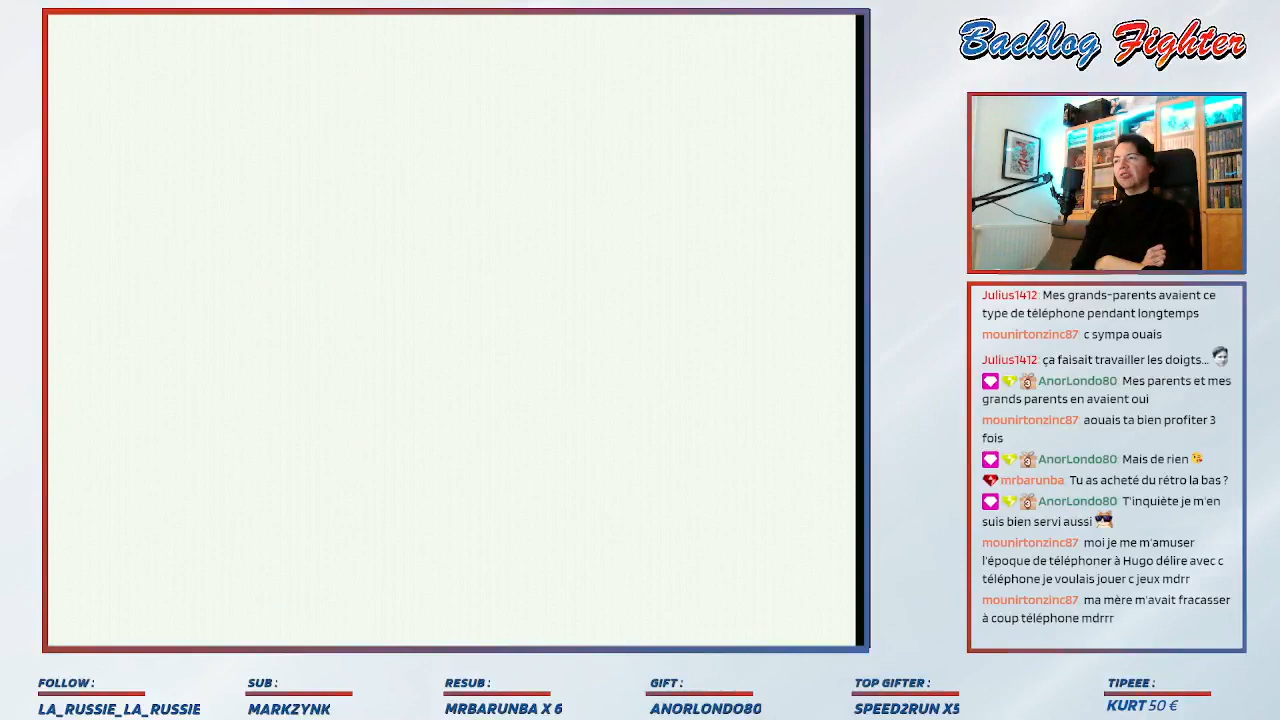 Backlog Fighter
Julius1412: Mes grands-parents avaient ce
type de téléphone pendant longtemps
mounirtonzinc87 c sympa ouais
Julius1412: ça faisait travailler les doigts...
AnorLondo80 Mes parents et mes
grands parents en avaient oui
mounirtonzinc87 aouais ta bien profiter 3
fois
AnorLondo80 Mais de rien
mrbarunba Tu as acheté du rétro la bas ?
AnorLondo80 T'inquiète je m'en
suis bien servi aussi
mounirtonzinc87 moi je me m'amuser
l'époque de téléphoner à Hugo délire avec c
téléphone je voulais jouer c jeux mdrr
mounirtonzinc87 ma mère m'avait fracasser
à coup téléphone mdrrr
FOLLOW :
LA_RUSSIE_LA_RUSSIE
SUB :
MARKZYNK
RESUB :
MRBARUNBA X 6
GIFT :
ANORLONDO80
TOP GIFTER :
SPEED2RUN X5
TIPEEE :
KURT 50 €